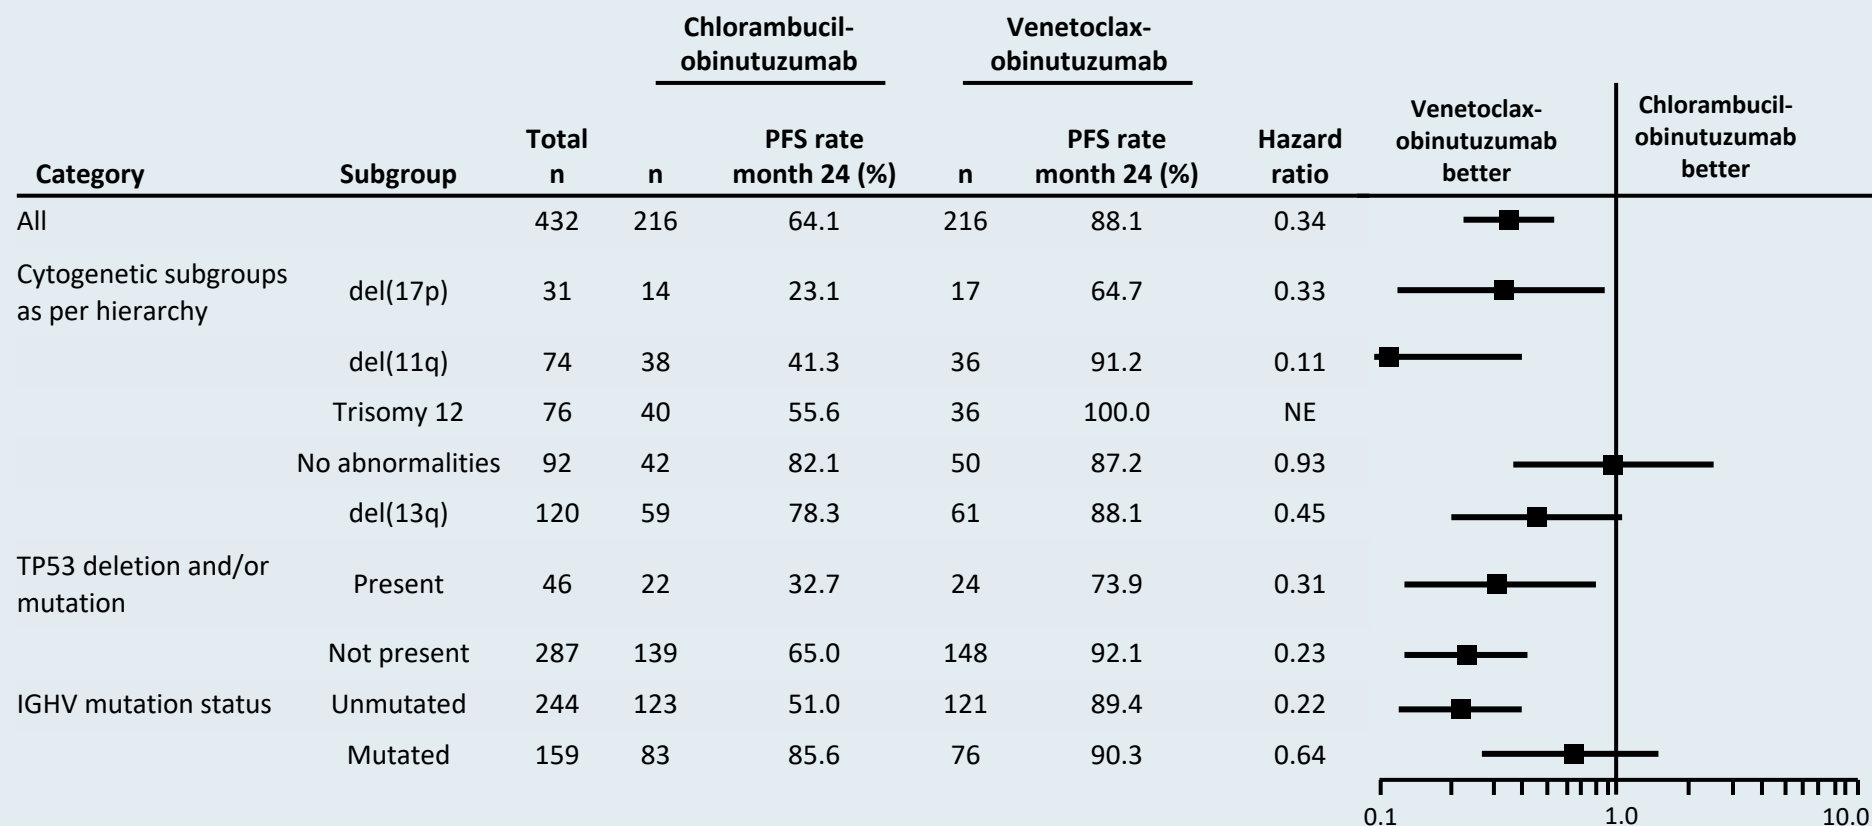 Chlorambucil-
obinutuzumab
Venetoclax-
obinutuzumab
Category Subgroup Total n n PFS rate month 24 (%) n PFS rate month 24 (%) Hazard ratio
Venetoclax-
obinutuzumab
better
Chlorambucil-
obinutuzumab
better
All 432 216 64.1 216 88.1 0.34
Cytogenetic subgroups
as per hierarchy
del(17p) 31 14 23.1 17 64.7 0.33
del(11q) 74 38 41.3 36 91.2 0.11
Trisomy 12 76 40 55.6 36 100.0 NE
No abnormalities 92 42 82.1 50 87.2 0.93
del(13q) 120 59 78.3 61 88.1 0.45
TP53 deletion and/or
mutation
Present 46 22 32.7 24 73.9 0.31
Not present 287 139 65.0 148 92.1 0.23
IGHV mutation status Unmutated 244 123 51.0 121 89.4 0.22
Mutated 159 83 85.6 76 90.3 0.64
0.1 1.0 10.0